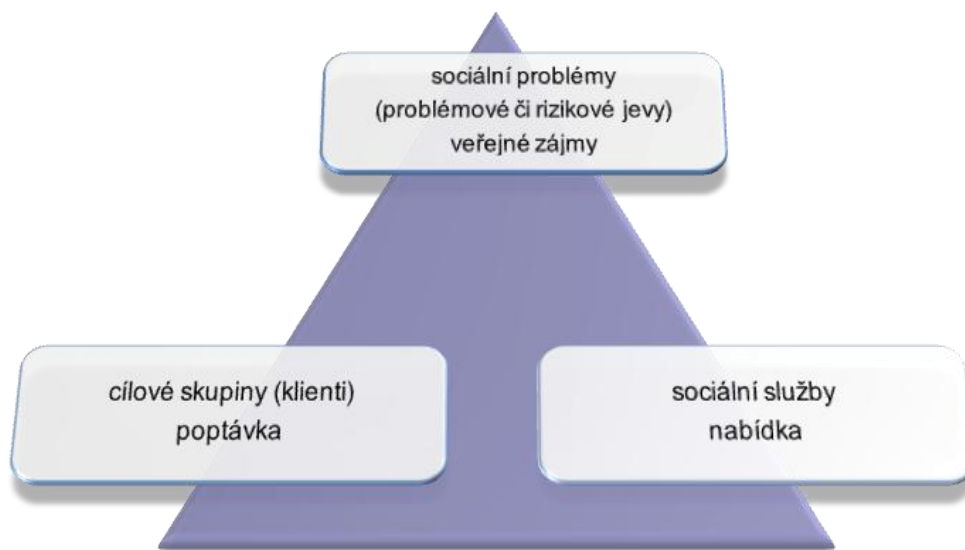 sociální problémy
(problémové či rizikové jevy)
veřejné zájmy
cílové skupiny (klienti)
poptávka
sociální služby
nabídka